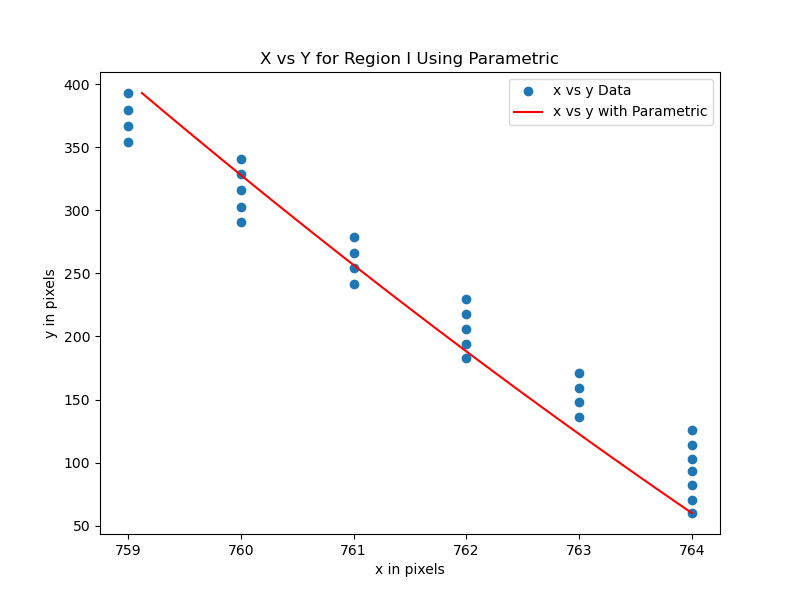 X vs Y for Region I Using Parametric
x vs y Data
x vs y with Parametric
400
350
300
250
200
150
100
50
y in pixels
759 760 761 762 763 764
x in pixels